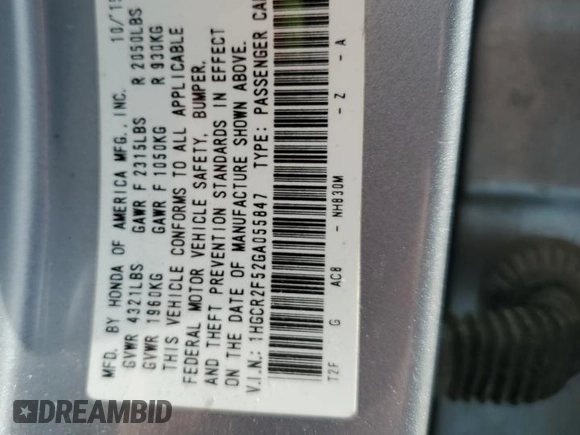 MFD. BY HONDA OF AMERICA MFG., INC. 10/15
GVWR 4321LBS GAWR F 2315LBS R 2050LBS
GVWR 1960KG GAWR F 1050KG R 930KG
THIS VEHICLE CONFORMS TO ALL APPLICABLE
FEDERAL MOTOR VEHICLE SAFETY, BUMPER,
AND THEFT PREVENTION STANDARDS IN EFFECT
ON THE DATE OF MANUFACTURE SHOWN ABOVE.
V.I.N.: 1HGCR2F52GA055847 TYPE: PASSENGER CAR
T2F G AC8 - NH830M - Z - A
DREAMBID